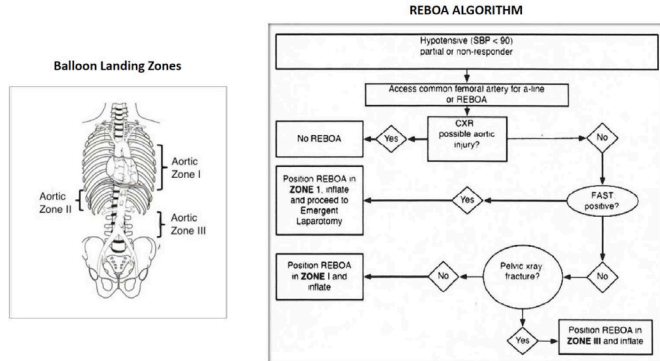 REBOA ALGORITHM
Balloon Landing Zones
Aortic
Zone I
Aortic
Zone II
Aortic
Zone III
Hypotensive (SBP < 90)
partial or non-responder
Access common femoral artery for a-line
or REBOA
CXR
possible aortic
injury?
Yes
No REBOA
No
FAST
positive?
Yes
Position REBOA in
ZONE 1, inflate
and proceed to
Emergent
Laparotomy
No
Pelvic xray
fracture?
No
Position REBOA
in ZONE I and
inflate
Yes
Position REBOA in
ZONE III and inflate